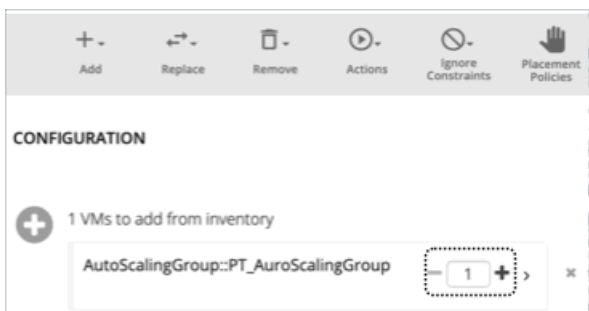 Add
Replace
Remove
Actions
Ignore
Constraints
Placement
Policies
CONFIGURATION
1 VMs to add from inventory
AutoScalingGroup::PT_AuroScalingGroup
1